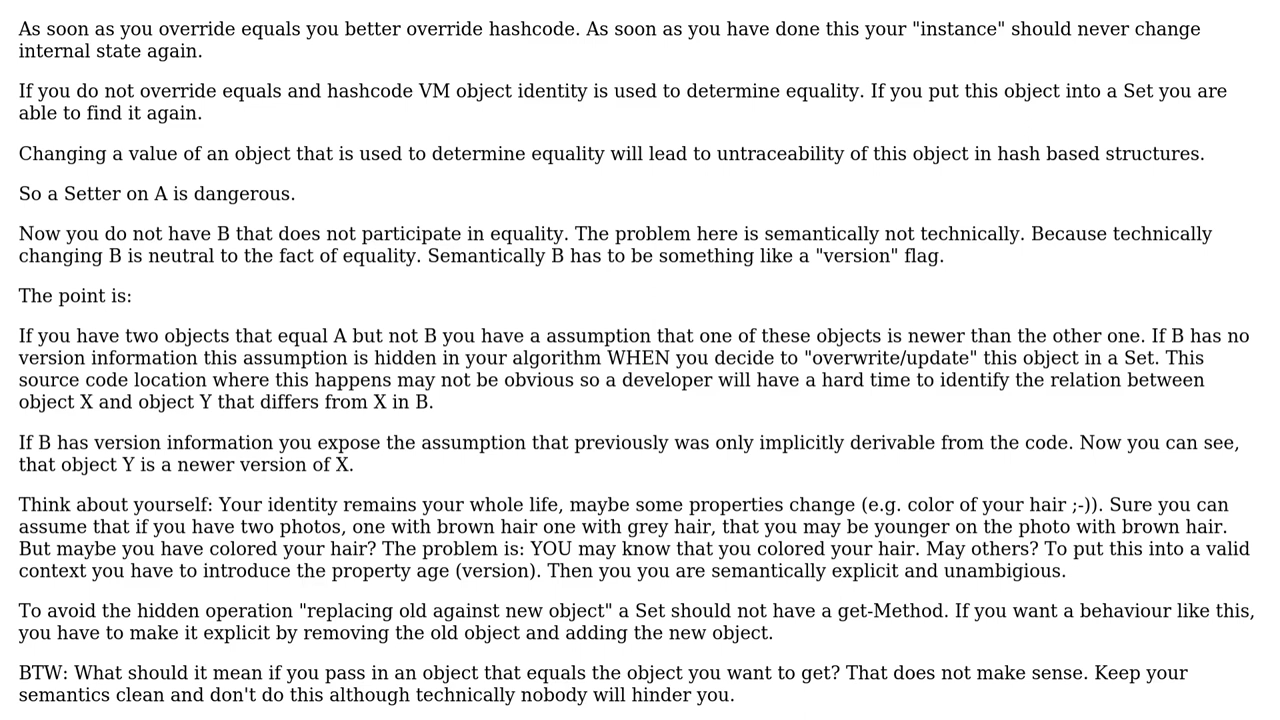 As soon as you override equals you better override hashcode. As soon as you have done this your "instance" should never change
internal state again.
If you do not override equals and hashcode VM object identity is used to determine equality. If you put this object into a Set you are
able to find it again.
Changing a value of an object that is used to determine equality will lead to untraceability of this object in hash based structures.
So a Setter on A is dangerous.
Now you do not have B that does not participate in equality. The problem here is semantically not technically. Because technically
changing B is neutral to the fact of equality. Semantically B has to be something like a "version" flag.
The point is:
If you have two objects that equal A but not B you have a assumption that one of these objects is newer than the other one. If B has no
version information this assumption is hidden in your algorithm WHEN you decide to "overwrite/update" this object in a Set. This
source code location where this happens may not be obvious so a developer will have a hard time to identify the relation between
object X and object Y that differs from X in B.
If B has version information you expose the assumption that previously was only implicitly derivable from the code. Now you can see,
that object Y is a newer version of X.
Think about yourself: Your identity remains your whole life, maybe some properties change (e.g. color of your hair ;-)). Sure you can
assume that if you have two photos, one with brown hair one with grey hair, that you may be younger on the photo with brown hair.
But maybe you have colored your hair? The problem is: YOU may know that you colored your hair. May others? To put this into a valid
context you have to introduce the property age (version). Then you you are semantically explicit and unambigious.
To avoid the hidden operation "replacing old against new object" a Set should not have a get-Method. If you want a behaviour like this,
you have to make it explicit by removing the old object and adding the new object.
BTW: What should it mean if you pass in an object that equals the object you want to get? That does not make sense. Keep your
semantics clean and don't do this although technically nobody will hinder you.